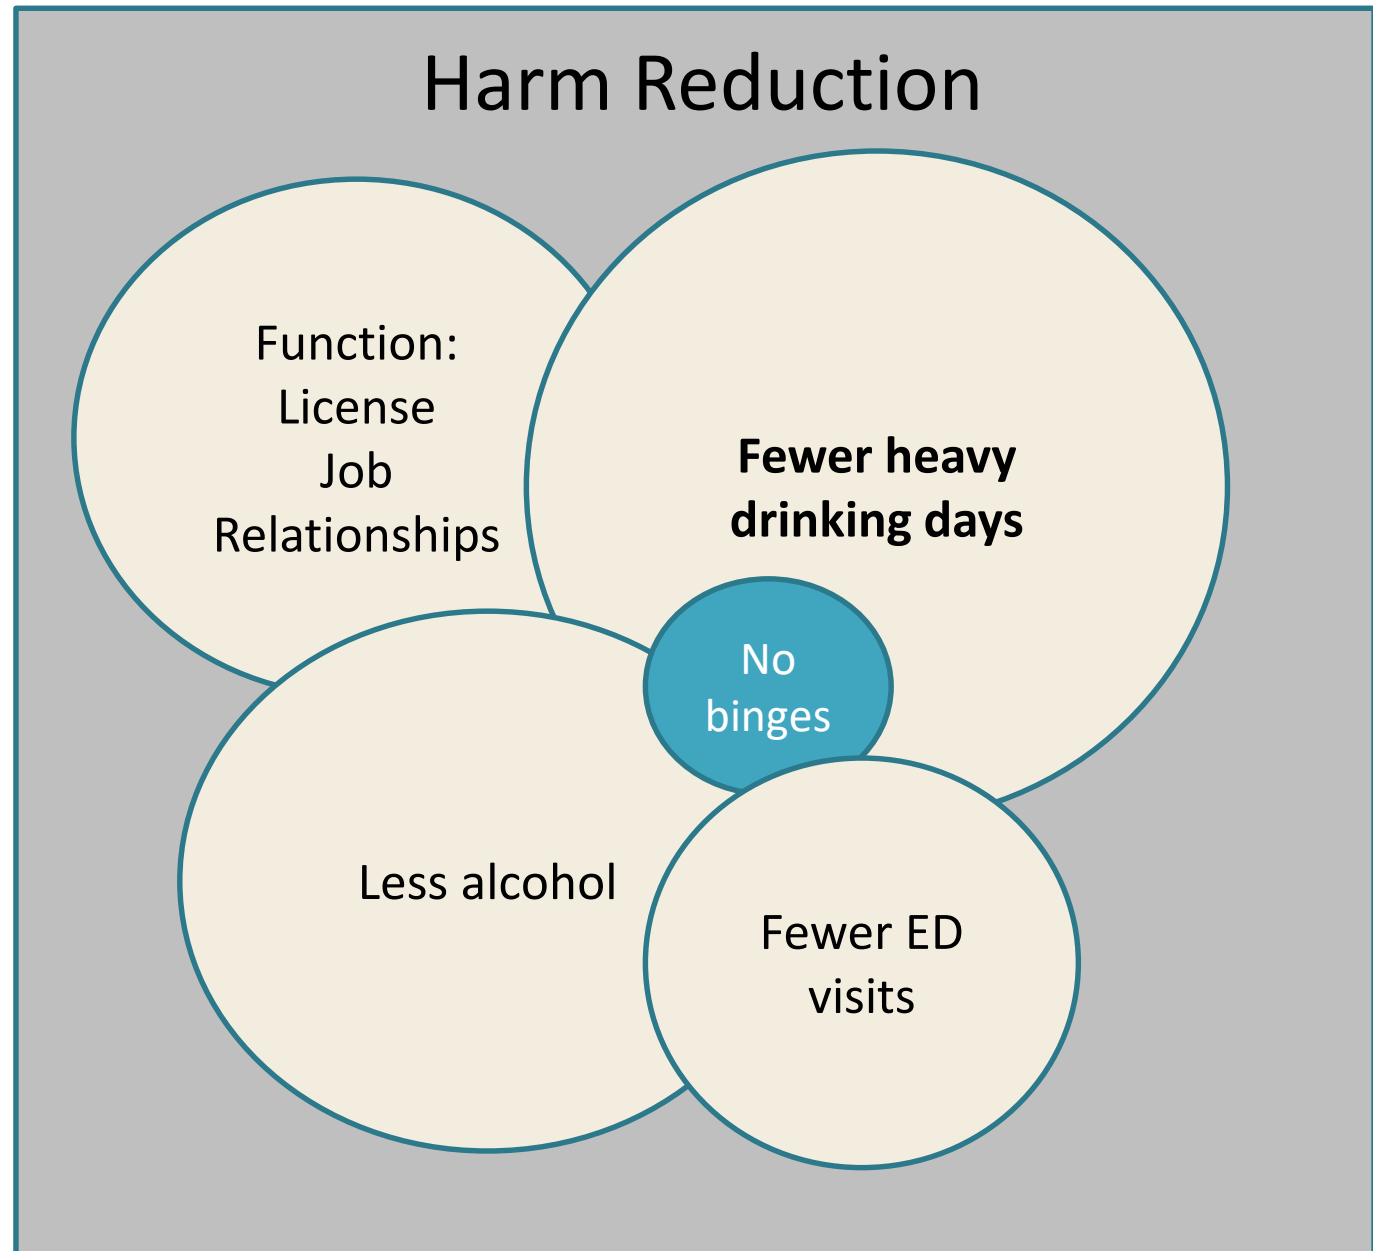 Harm Reduction
Function:
License
Job
Relationships
Fewer heavy
drinking days
No
binges
Less alcohol
Fewer ED
visits